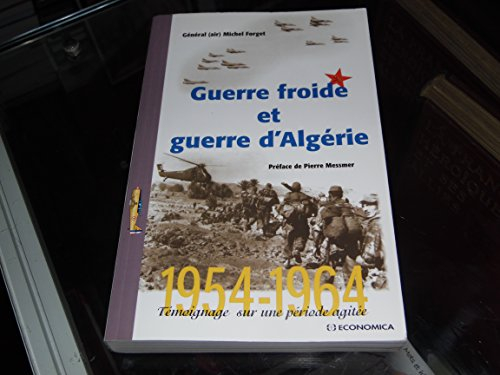 Général (air) Michel Forget
Guerre froide
et
guerre d'Algérie
Préface de Pierre Messmer
1954-1964
Témoignage sur une période agitée
ECONOMICA